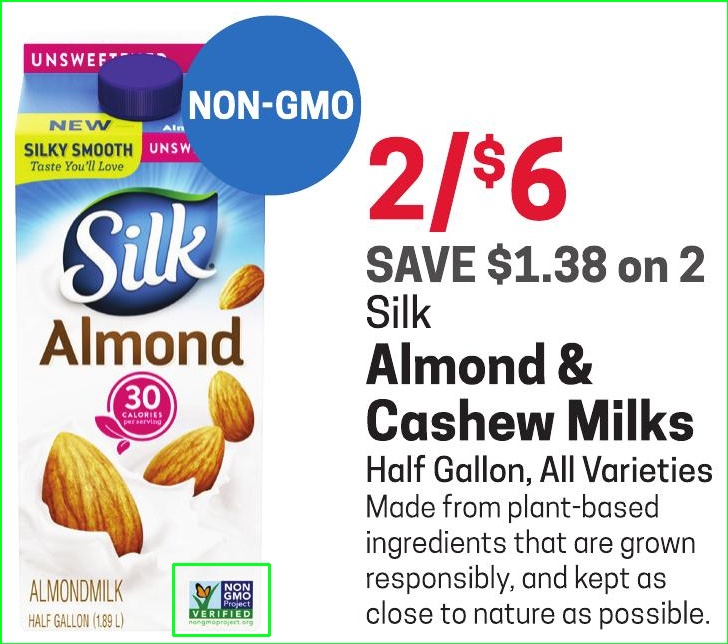 UNSWEETENED
NON-GMO
NEW
SILKY SMOOTH
Taste You'll Love
UNSW
Silk
Almond
30
CALORIES
per serving
ALMONDMILK
HALF GALLON (1.89 L)
NON
GMO
Project
VERIFIED
nongmoproject.org
2/$6
SAVE $1.38 on 2
Silk
Almond &
Cashew Milks
Half Gallon, All Varieties
Made from plant-based
ingredients that are grown
responsibly, and kept as
close to nature as possible.